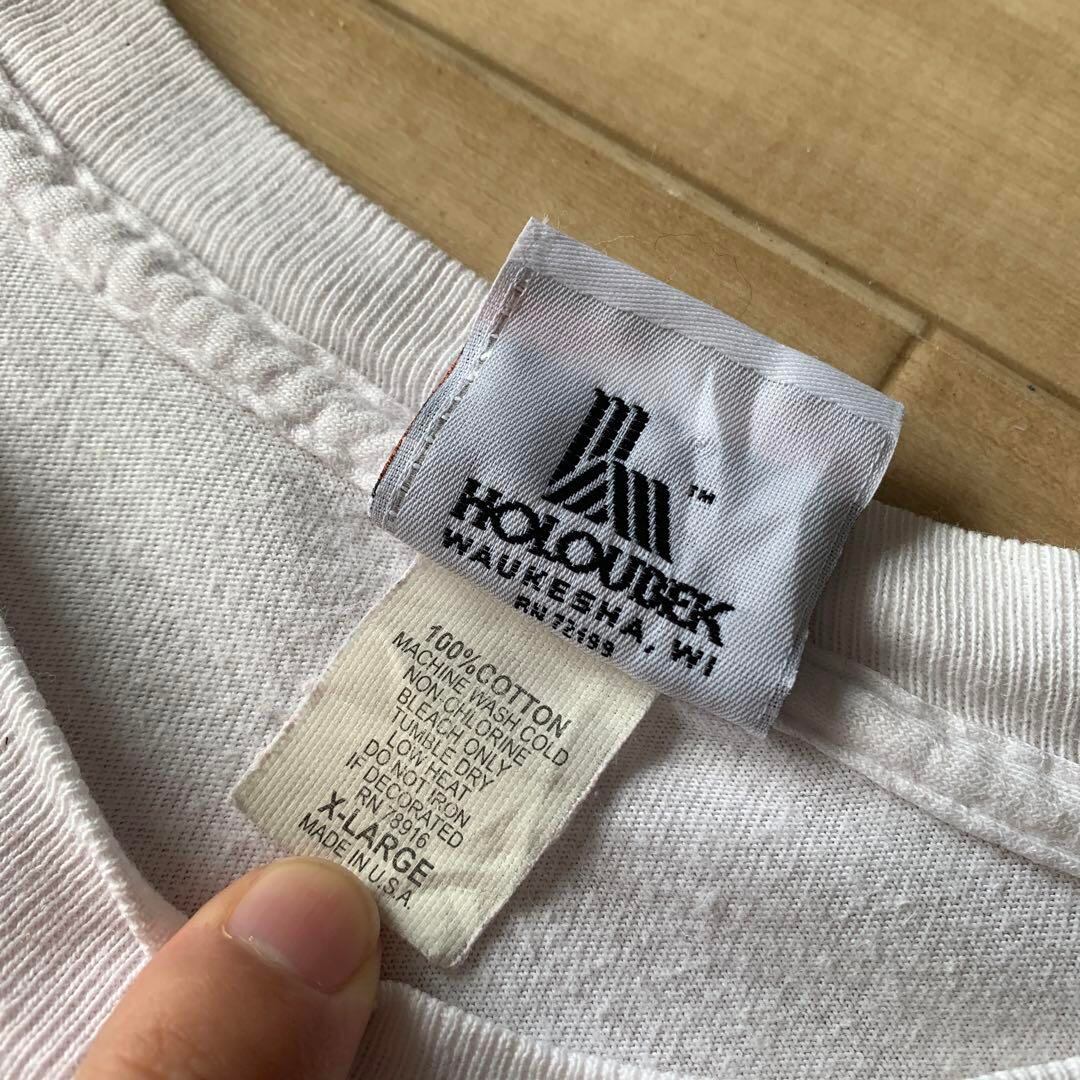 ™
HOLOUBEK
WAUKESHA, WI
RN 72199
100% COTTON
MACHINE WASH COLD
NON-CHLORINE
BLEACH ONLY
TUMBLE DRY
LOW HEAT
DO NOT IRON
IF DECORATED
RN 78916
X-LARGE
MADE IN U.S.A.